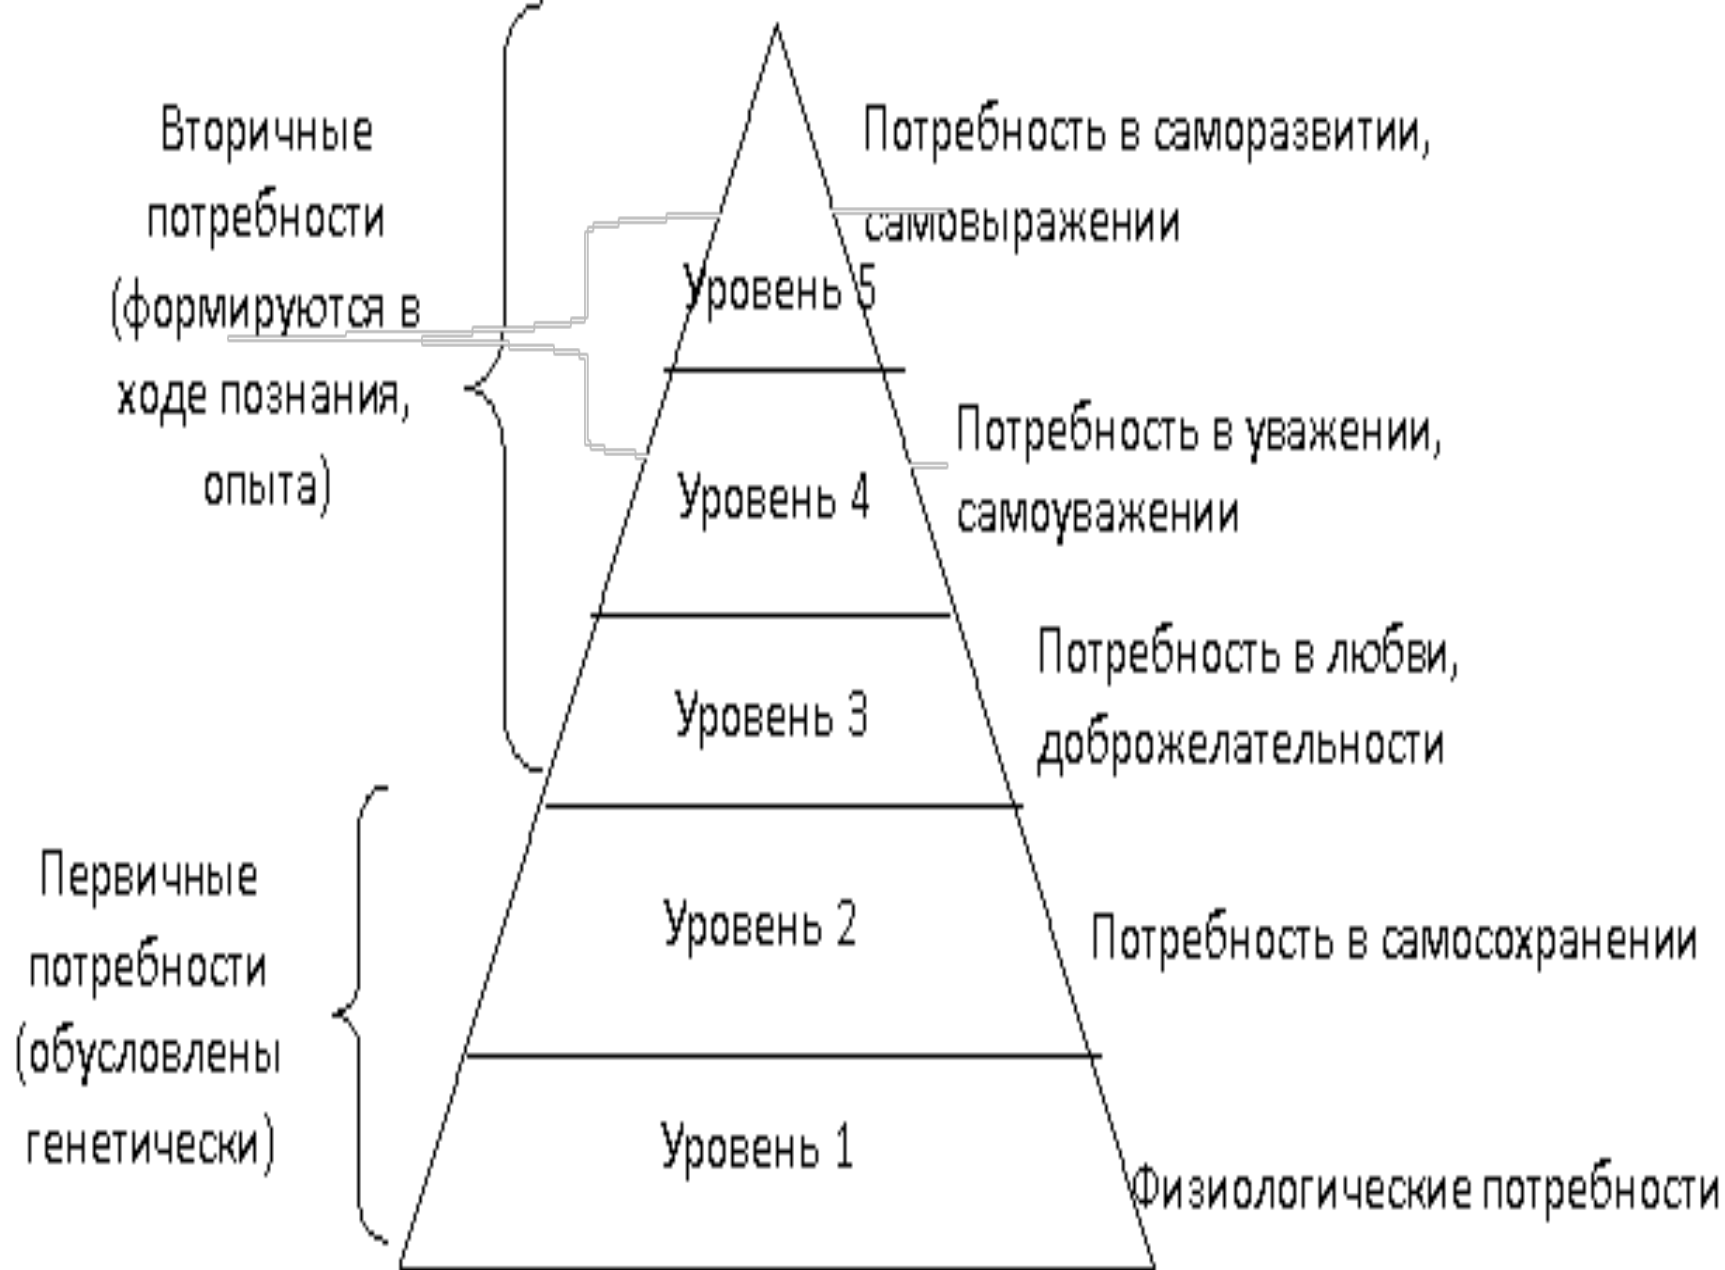 Вторичные
потребности
(формируются в
ходе познания,
опыта)
Потребность в саморазвитии,
самовыражении
Уровень 5
Потребность в уважении,
самоуважении
Уровень 4
Потребность в любви,
доброжелательности
Уровень 3
Первичные
потребности
(обусловлены
генетически)
Уровень 2
Потребность в самосохранении
Уровень 1
Физиологические потребности